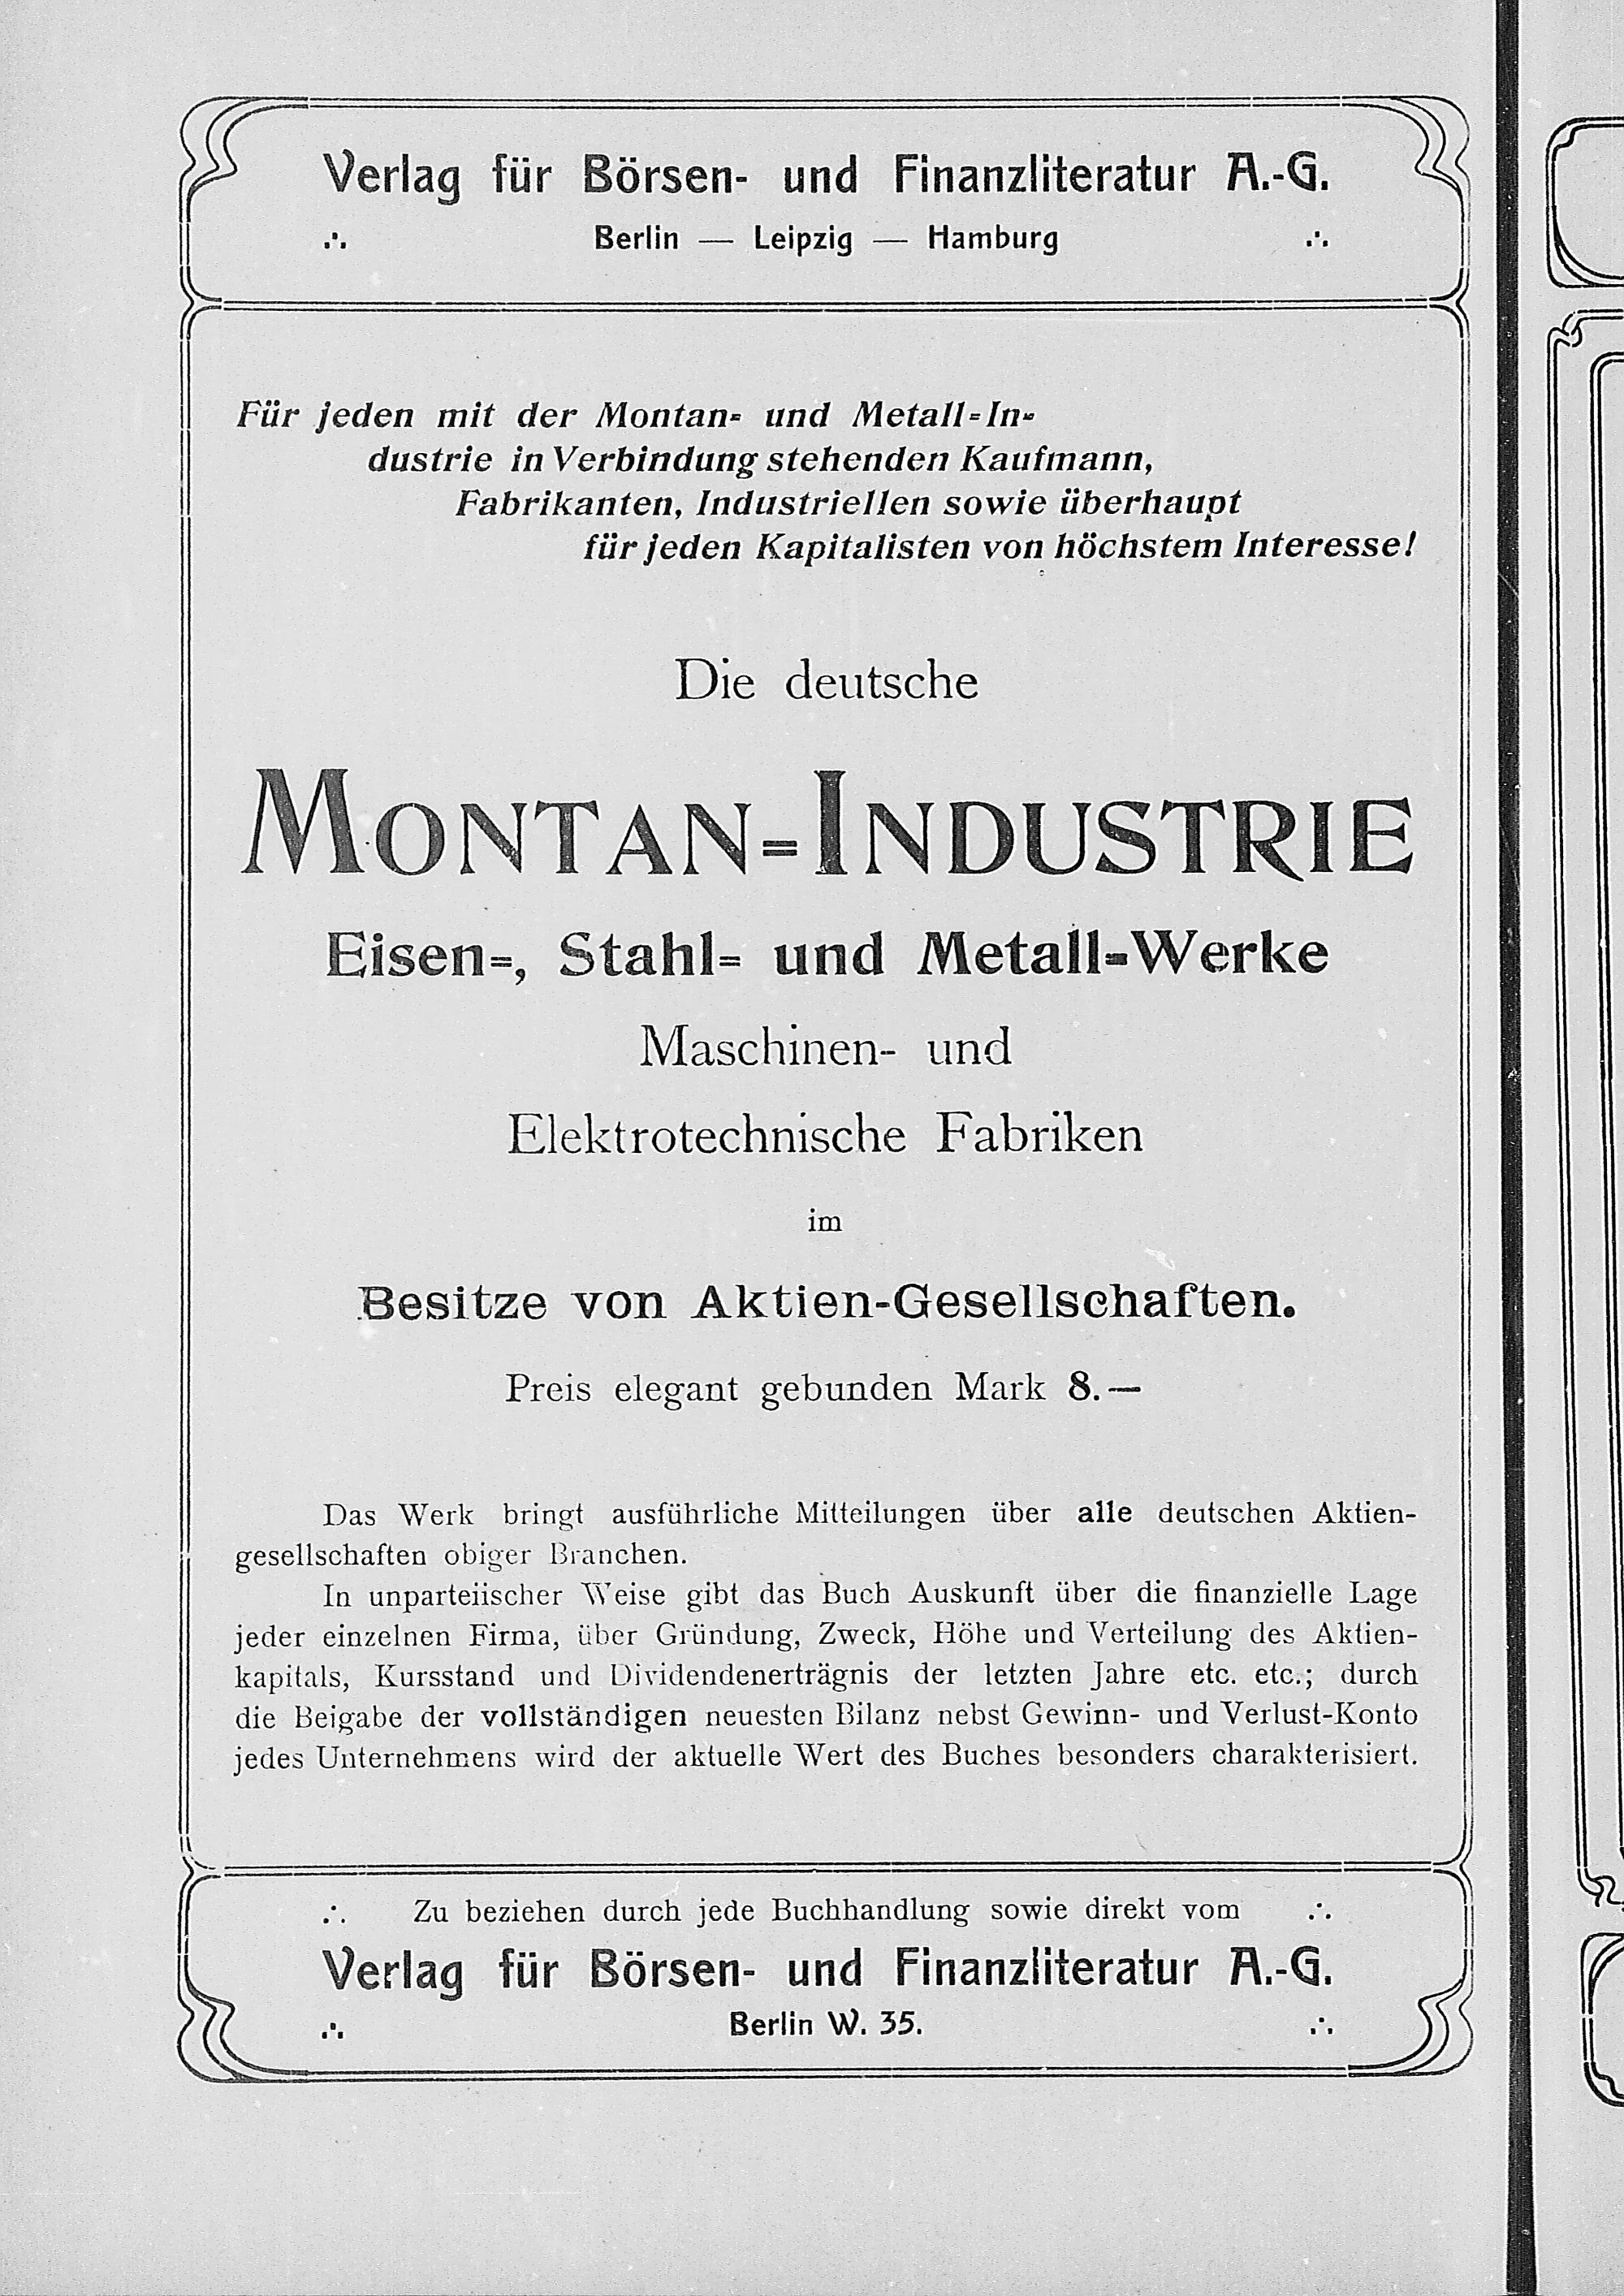 Verlag für Börsen- und Finanzliteratur A.-G.
∴ Berlin — Leipzig — Hamburg ∴
Für jeden mit der Montan- und Metall-In-
dustrie in Verbindung stehenden Kaufmann,
Fabrikanten, Industriellen sowie überhaupt
für jeden Kapitalisten von höchstem Interesse!
Die deutsche
MONTAN-INDUSTRIE
Eisen-, Stahl- und Metall-Werke
Maschinen- und
Elektrotechnische Fabriken
im
Besitze von Aktien-Gesellschaften.
Preis elegant gebunden Mark 8.—
Das Werk bringt ausführliche Mitteilungen über alle deutschen Aktien-
gesellschaften obiger Branchen.
In unparteiischer Weise gibt das Buch Auskunft über die finanzielle Lage
jeder einzelnen Firma, über Gründung, Zweck, Höhe und Verteilung des Aktien-
kapitals, Kursstand und Dividendenerträgnis der letzten Jahre etc. etc.; durch
die Beigabe der vollständigen neuesten Bilanz nebst Gewinn- und Verlust-Konto
jedes Unternehmens wird der aktuelle Wert des Buches besonders charakterisiert.
∴ Zu beziehen durch jede Buchhandlung sowie direkt vom ∴
Verlag für Börsen- und Finanzliteratur A.-G.
∴ Berlin W. 35. ∴